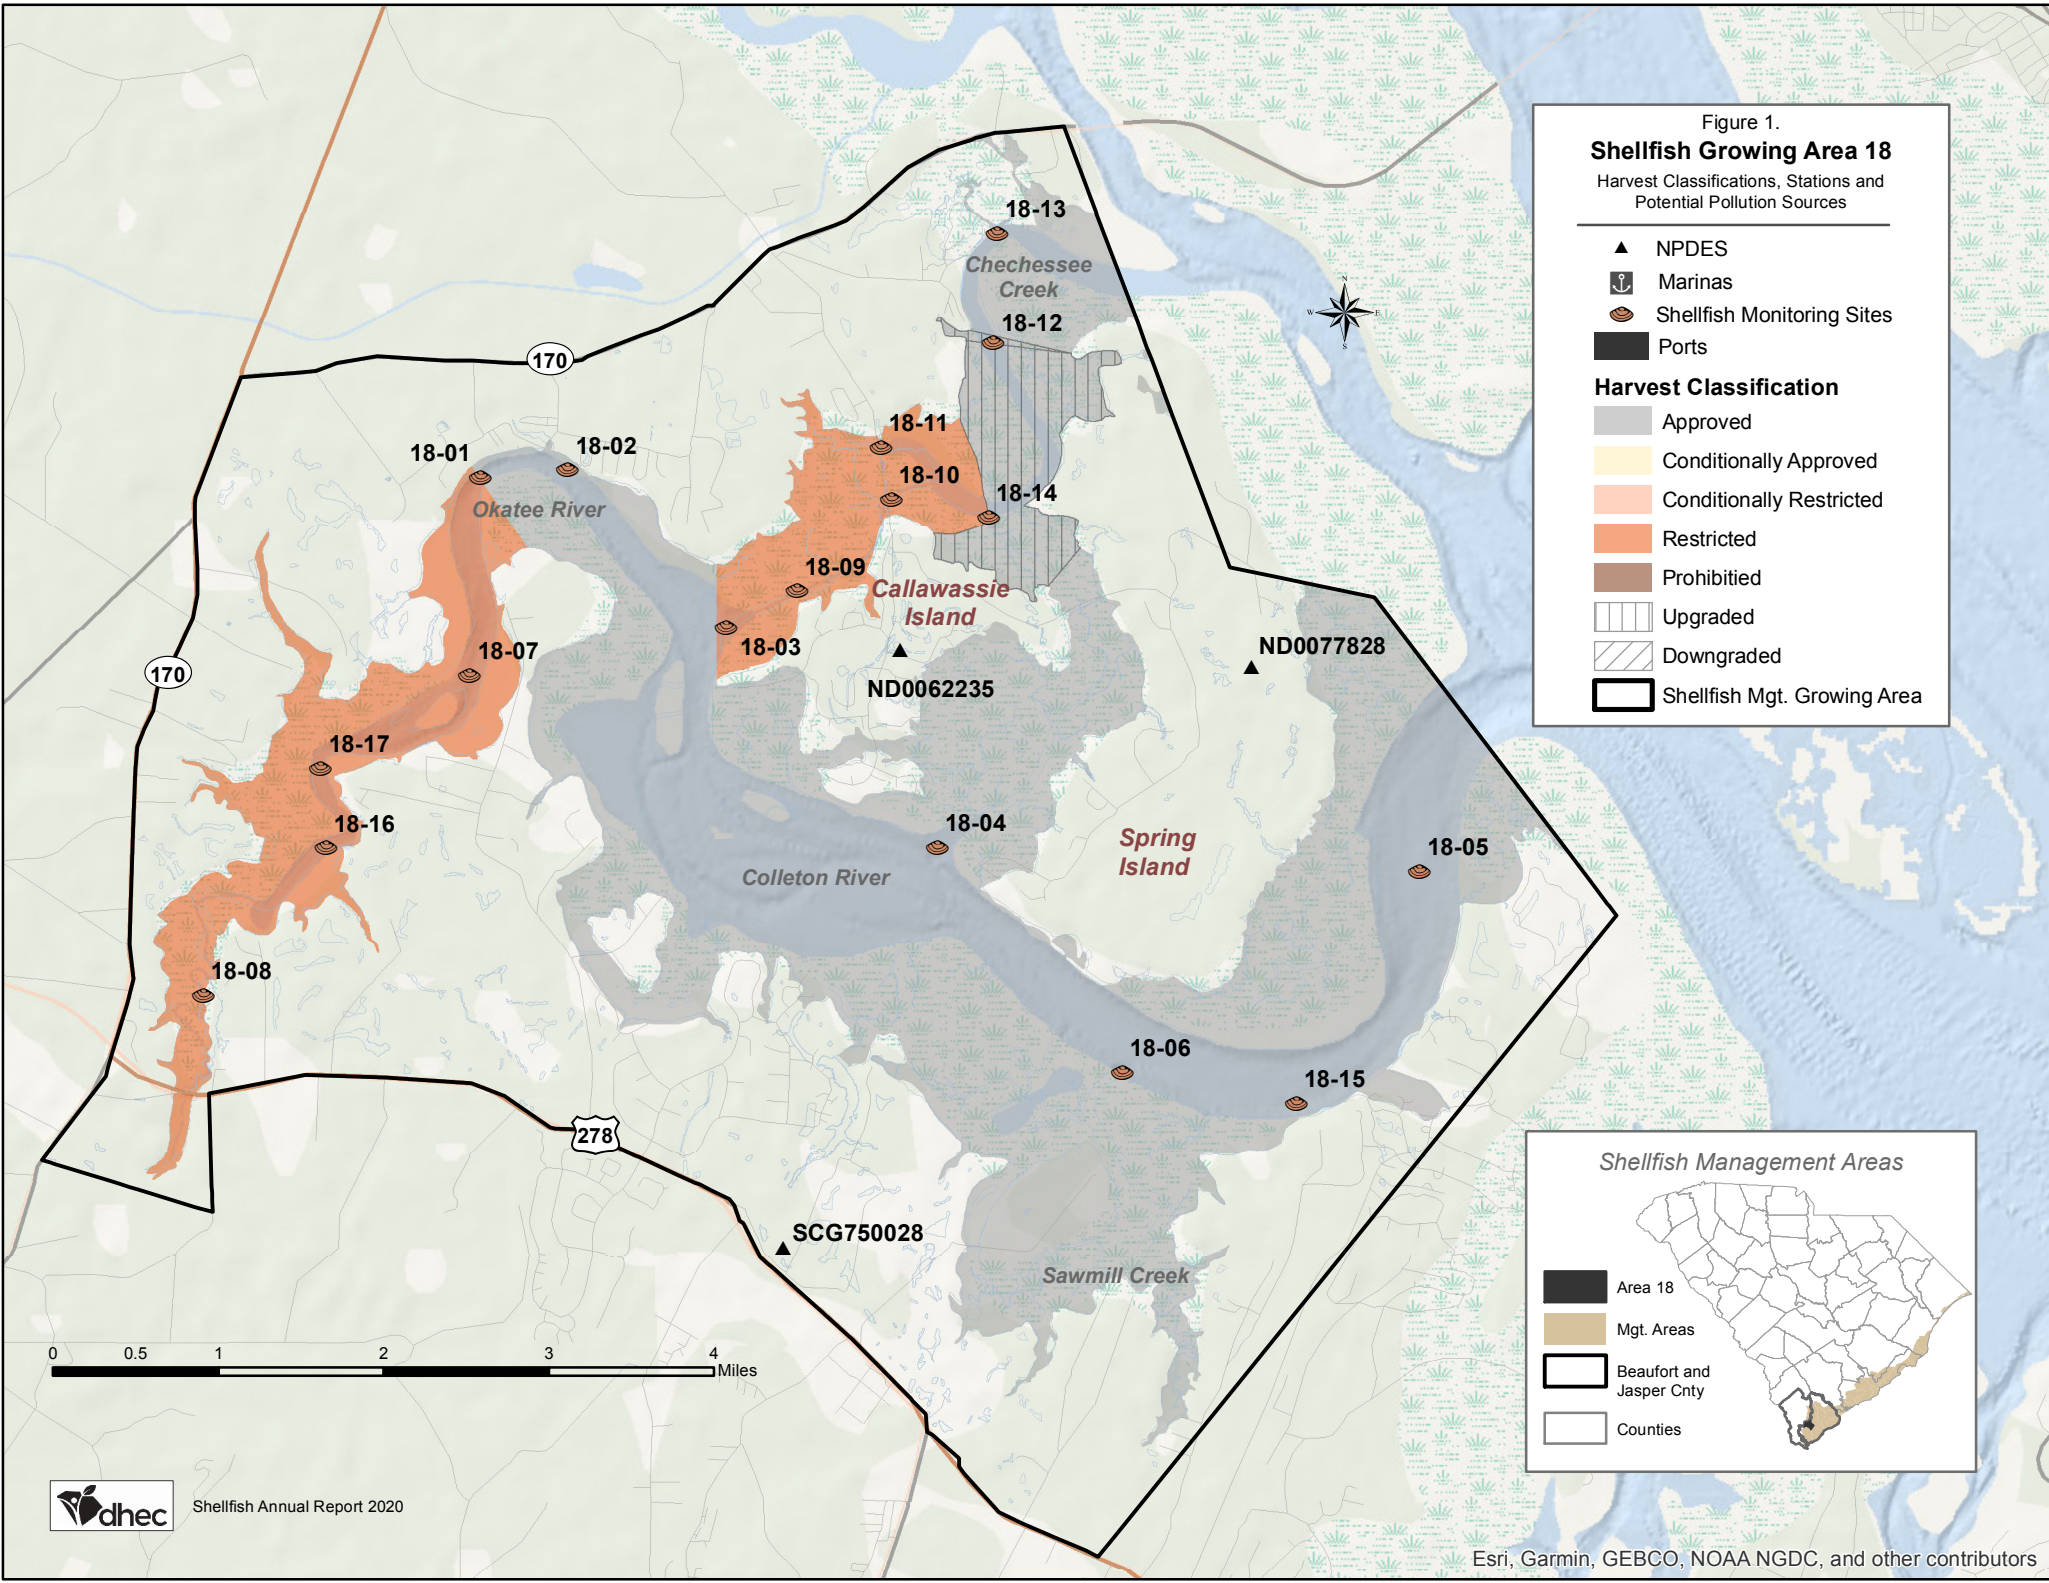 Figure 1.
Shellfish Growing Area 18
Harvest Classifications, Stations and
Potential Pollution Sources
NPDES
Marinas
Shellfish Monitoring Sites
Ports
Harvest Classification
Approved
Conditionally Approved
Conditionally Restricted
Restricted
Prohibitied
Upgraded
Downgraded
Shellfish Mgt. Growing Area
N
W
E
S
18-13
Chechessee
Creek
18-12
170
18-11
18-01
18-02
18-10
18-14
Okatee River
18-09
Callawassie
Island
18-03
18-07
ND0077828
170
ND0062235
18-17
18-16
18-04
Spring
Island
18-05
Colleton River
18-08
18-06
18-15
278
SCG750028
Sawmill Creek
Shellfish Management Areas
Area 18
Mgt. Areas
Beaufort and
Jasper Cnty
Counties
0 0.5 1 2 3 4
Miles
dhec
Shellfish Annual Report 2020
Esri, Garmin, GEBCO, NOAA NGDC, and other contributors